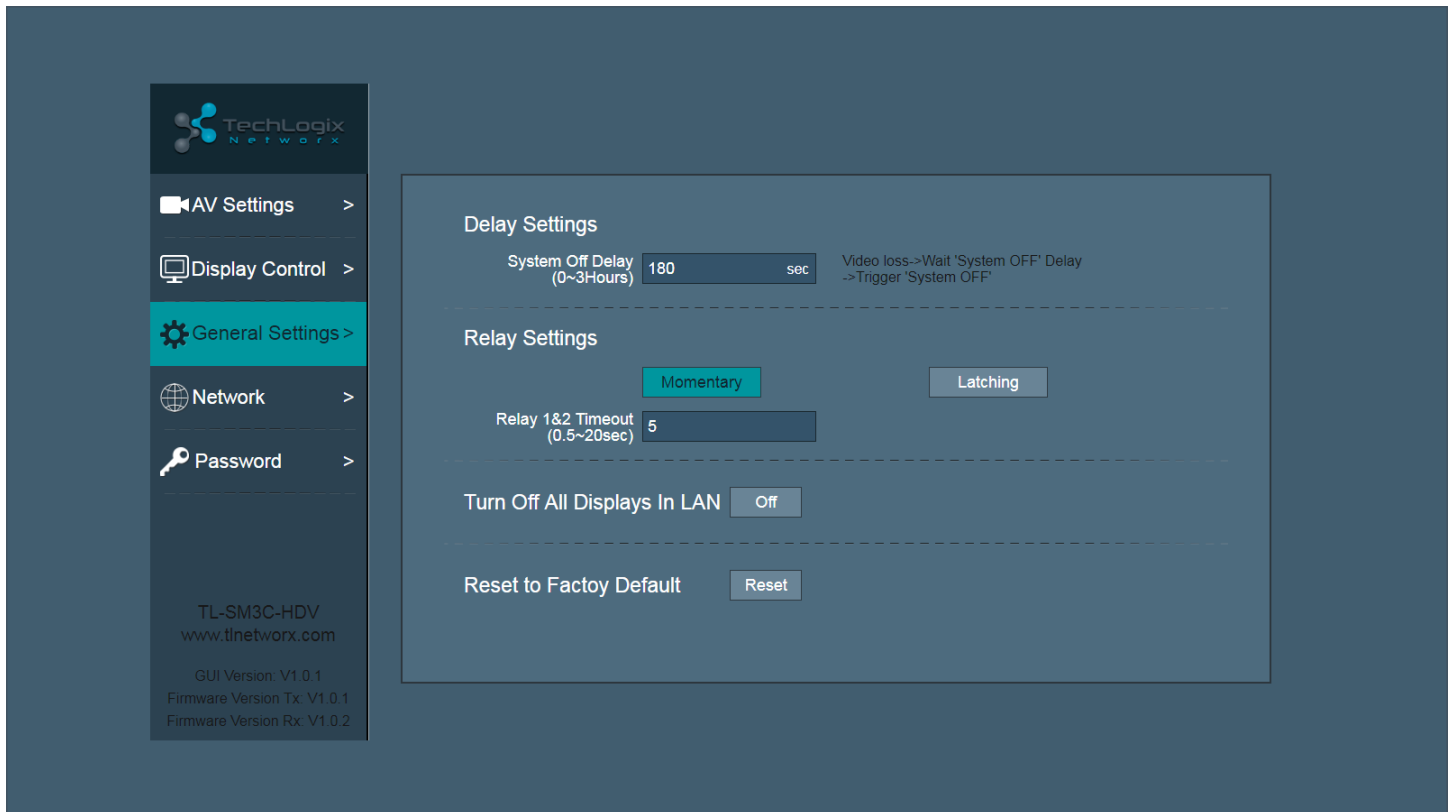 TechLogix
Networx
AV Settings >
Display Control >
General Settings >
Network >
Password >
TL-SM3C-HDV
www.tlnetworx.com
GUI Version: V1.0.1
Firmware Version Tx: V1.0.1
Firmware Version Rx: V1.0.2
Delay Settings
System Off Delay
(0~3Hours)
180 sec
Video loss->Wait 'System OFF' Delay
->Trigger 'System OFF'
Relay Settings
Momentary
Latching
Relay 1&2 Timeout
(0.5~20sec)
5
Turn Off All Displays In LAN
Off
Reset to Factoy Default
Reset